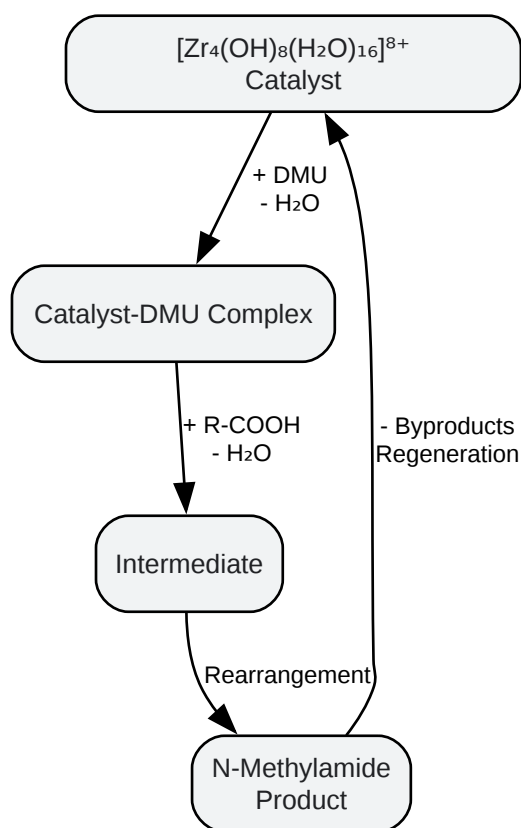 [Zr₄(OH)₈(H₂O)₁₆]⁸⁺
Catalyst
+ DMU
- H₂O
Catalyst-DMU Complex
+ R-COOH
- H₂O
- Byproducts
Regeneration
Intermediate
Rearrangement
N-Methylamide
Product